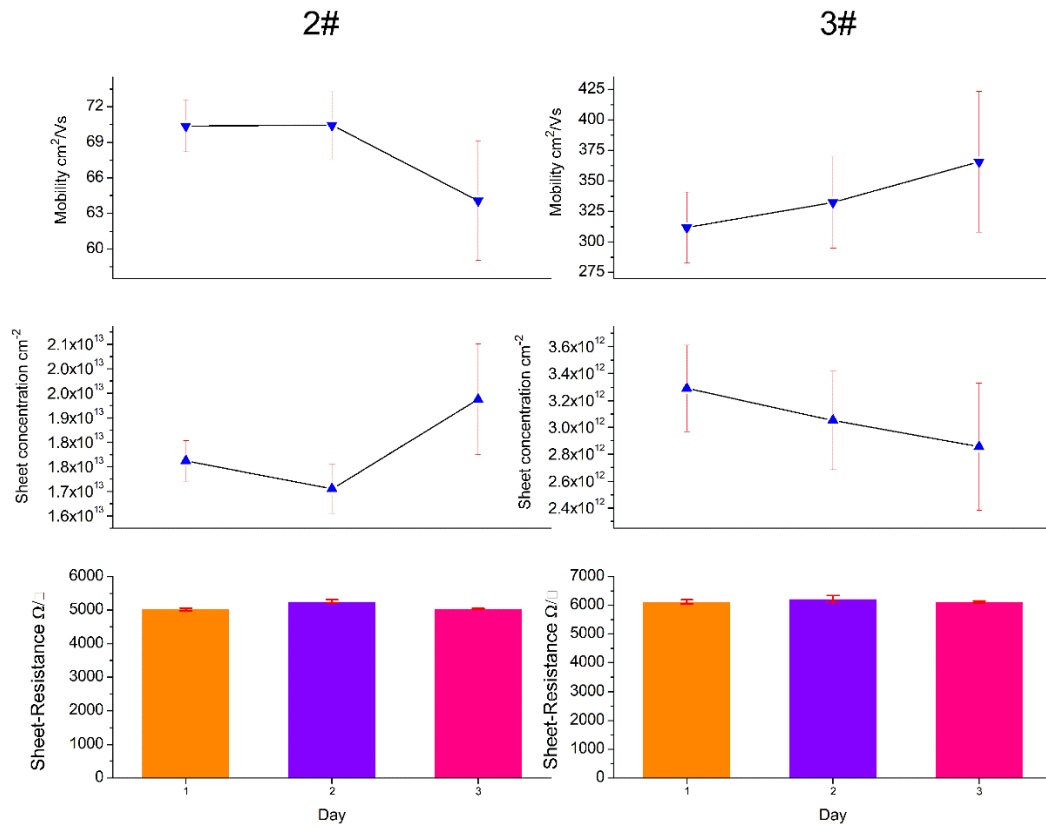 2#
3#
Mobility cm²/Vs
72
69
66
63
60
Mobility cm²/Vs
425
400
375
350
325
300
275
Sheet concentration cm⁻²
2.1x10¹³
2.0x10¹³
2.0x10¹³
1.9x10¹³
1.8x10¹³
1.8x10¹³
1.7x10¹³
1.6x10¹³
Sheet concentration cm⁻²
3.6x10¹²
3.4x10¹²
3.2x10¹²
3.0x10¹²
2.8x10¹²
2.6x10¹²
2.4x10¹²
Sheet-Resistance Ω/□
6000
5000
4000
3000
2000
1000
0
1 2 3
Day
Sheet-Resistance Ω/□
7000
6000
5000
4000
3000
2000
1000
0
1 2 3
Day